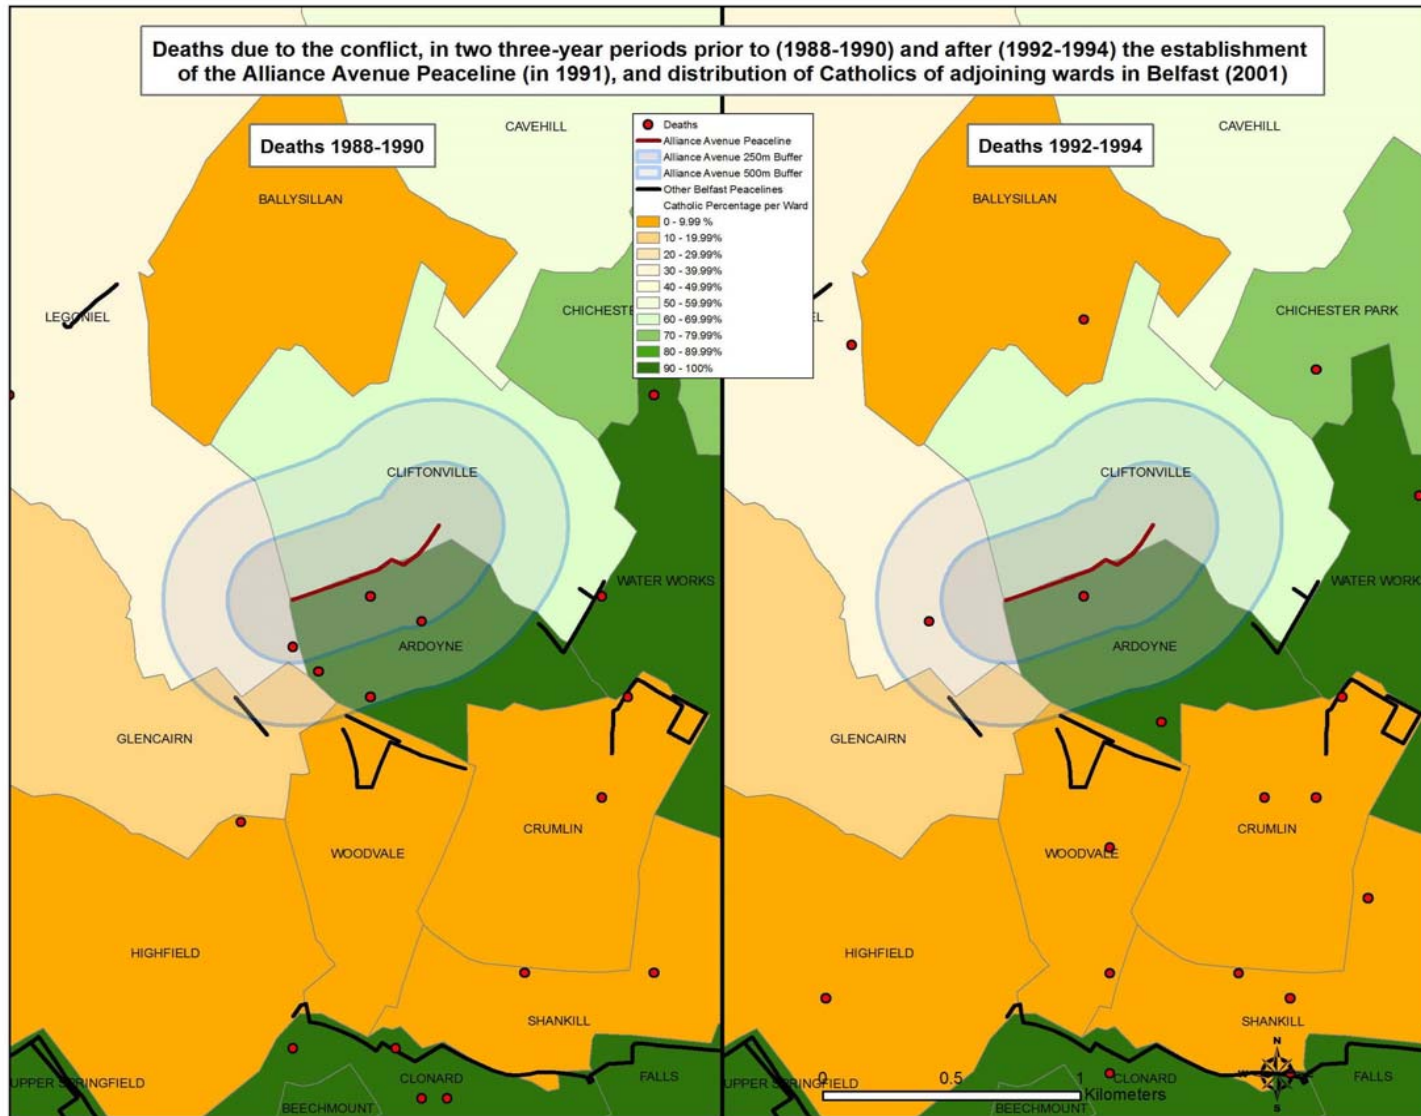 Deaths due to the conflict, in two three-year periods prior to (1988-1990) and after (1992-1994) the establishment
of the Alliance Avenue Peaceline (in 1991), and distribution of Catholics of adjoining wards in Belfast (2001)
Deaths 1988-1990
CAVEHILL
BALLYSILLAN
LEGONIEL
CHICHESTE
CLIFTONVILLE
WATER WORKS
ARDOYNE
GLENCAIRN
CRUMLIN
WOODVALE
HIGHFIELD
SHANKILL
UPPER SPRINGFIELD
CLONARD
FALLS
BEECHMOUNT
Deaths
Alliance Avenue Peaceline
Alliance Avenue 250m Buffer
Alliance Avenue 500m Buffer
Other Belfast Peacelines
Catholic Percentage per Ward
0 - 9.99 %
10 - 19.99%
20 - 29.99%
30 - 39.99%
40 - 49.99%
50 - 59.99%
60 - 69.99%
70 - 79.99%
80 - 89.99%
90 - 100%
Deaths 1992-1994
CAVEHILL
BALLYSILLAN
EL
CHICHESTER PARK
CLIFTONVILLE
WATER WORKS
ARDOYNE
GLENCAIRN
CRUMLIN
WOODVALE
HIGHFIELD
SHANKILL
UPPER SPRINGFIELD
CLONARD
FALLS
BEECHMOUNT
0 0.5 1
Kilometers
N
W E
S